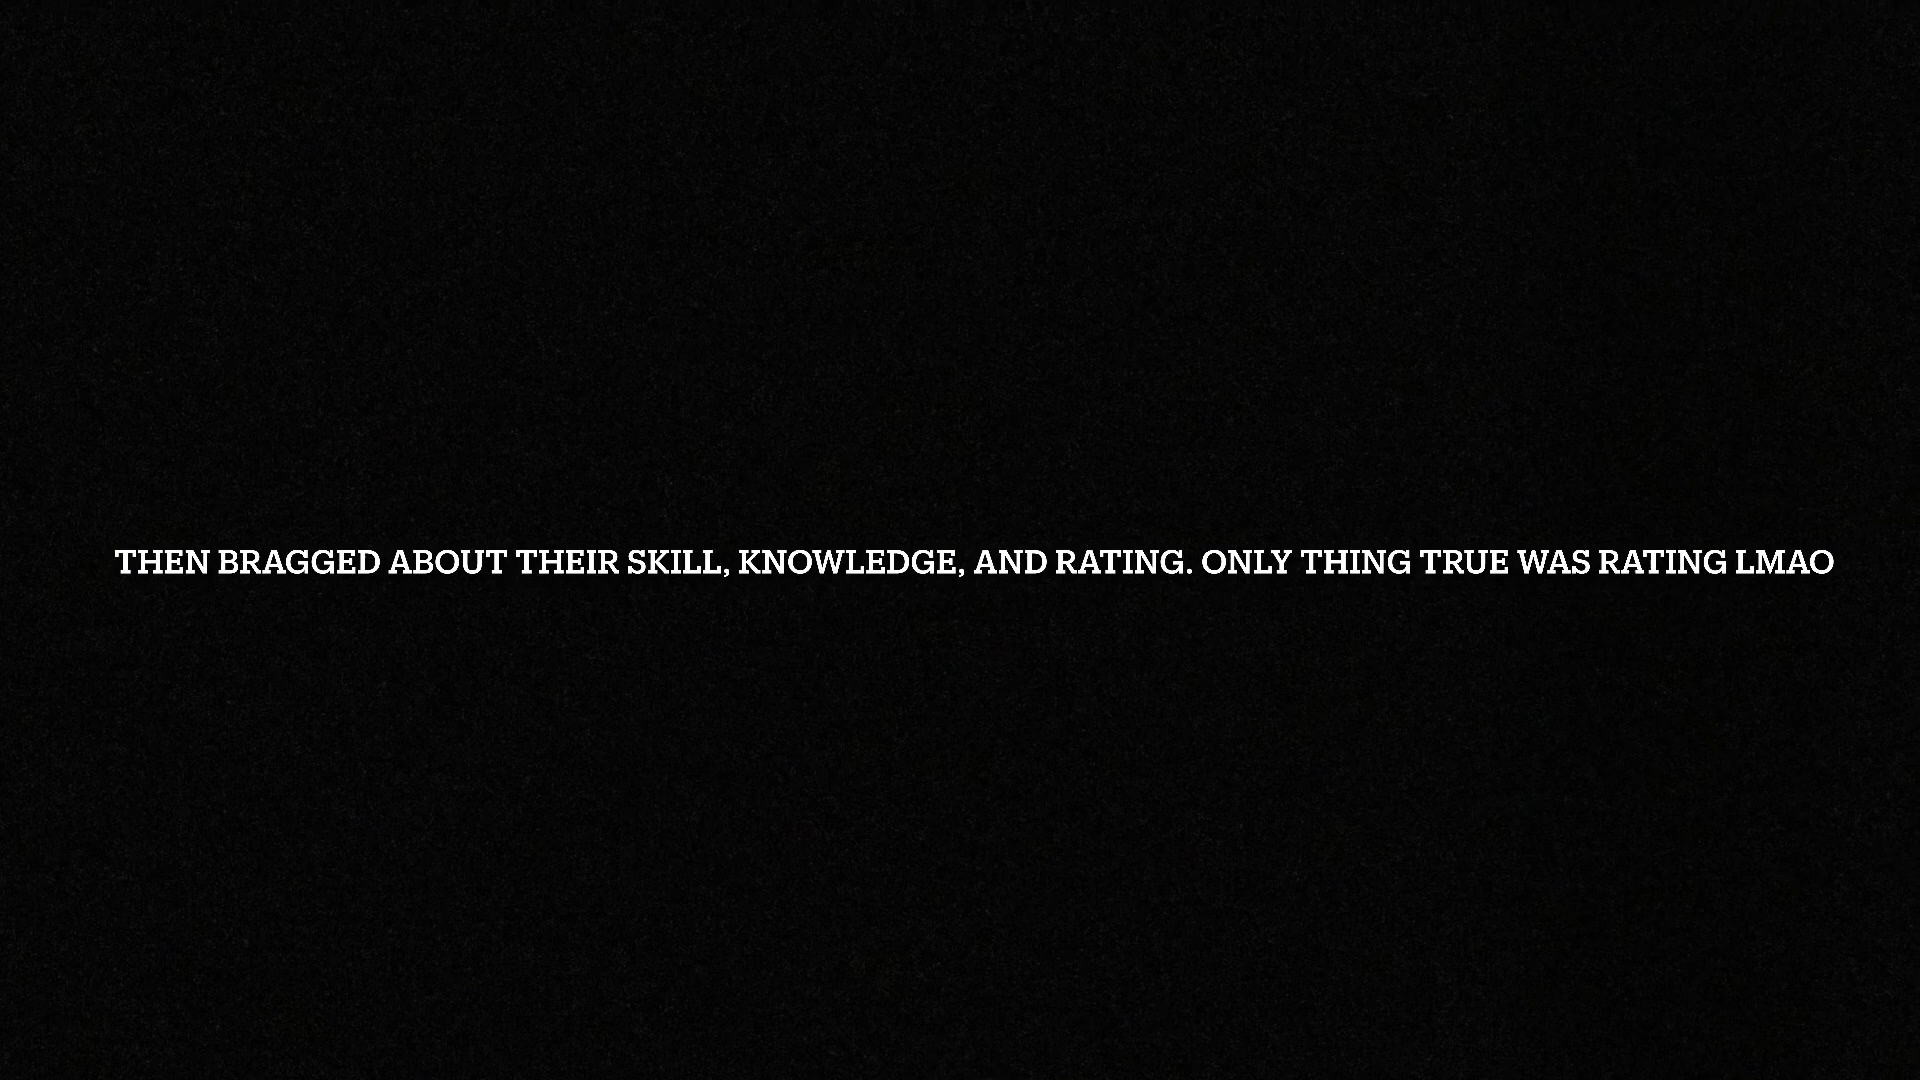 THEN BRAGGED ABOUT THEIR SKILL, KNOWLEDGE, AND RATING. ONLY THING TRUE WAS RATING LMAO